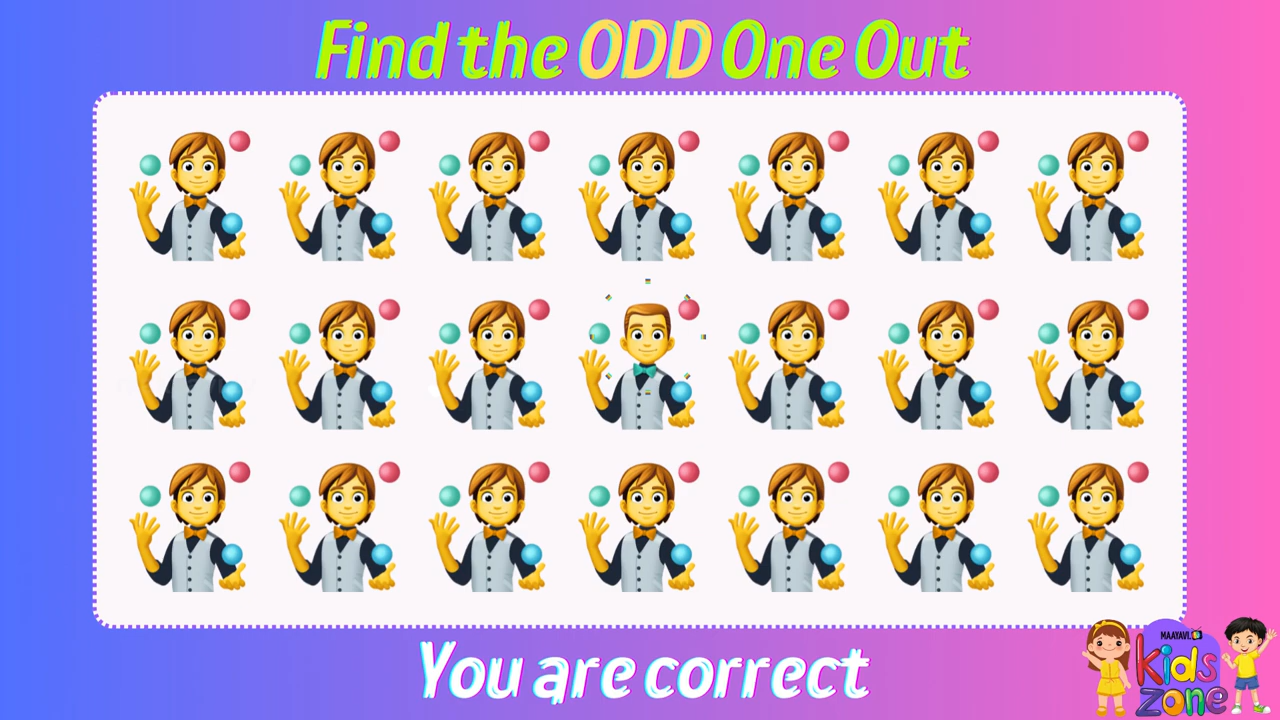 Find the ODD One Out
You are correct
MAAYAVI
kids
zone